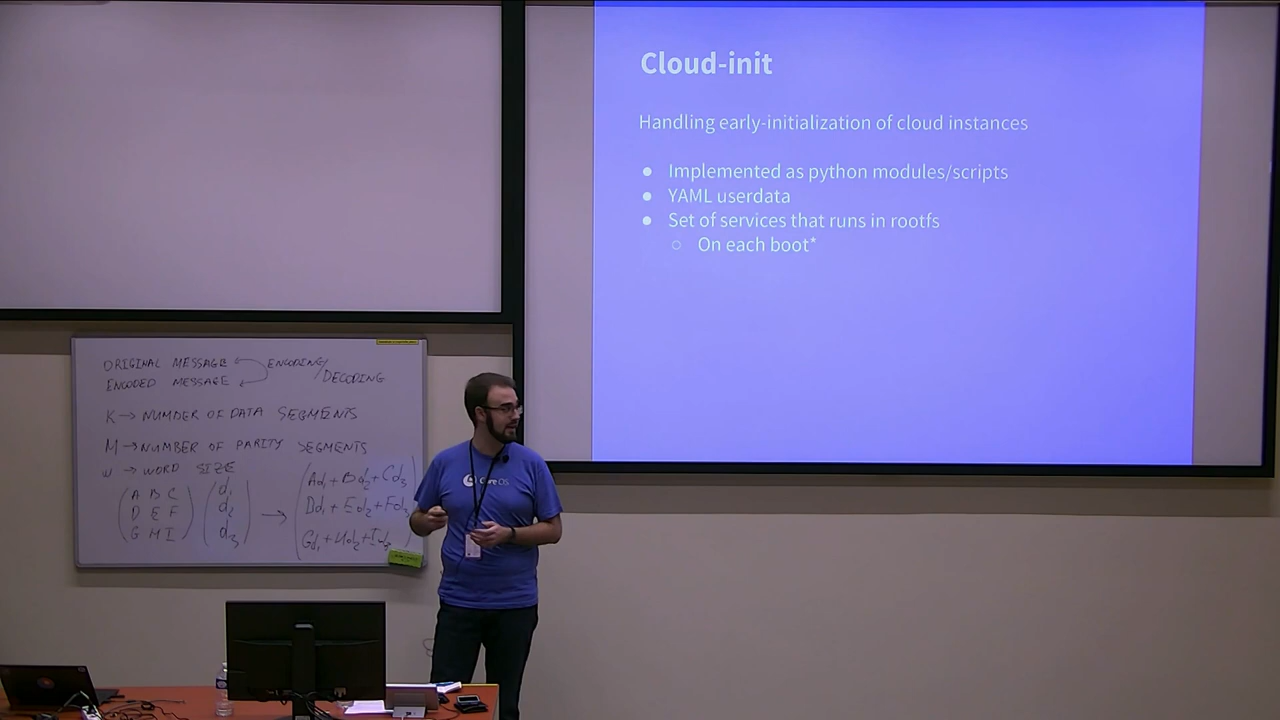 Cloud-init
Handling early-initialization of cloud instances
● Implemented as python modules/scripts
● YAML userdata
● Set of services that runs in rootfs
○ On each boot*
ORIGINAL MESSAGE
ENCODING/
ENCODED MESSAGE
DECODING
K → NUMBER OF DATA SEGMENTS
M → NUMBER OF PARITY SEGMENTS
W → WORD SIZE
A B C
D E F
G H I
d₁
d₂
d₃
→
Ad₁ + Bd₂ + Cd₃
Dd₁ + Ed₂ + Fd₃
Gd₁ + Hd₂ + Id₃
Core OS